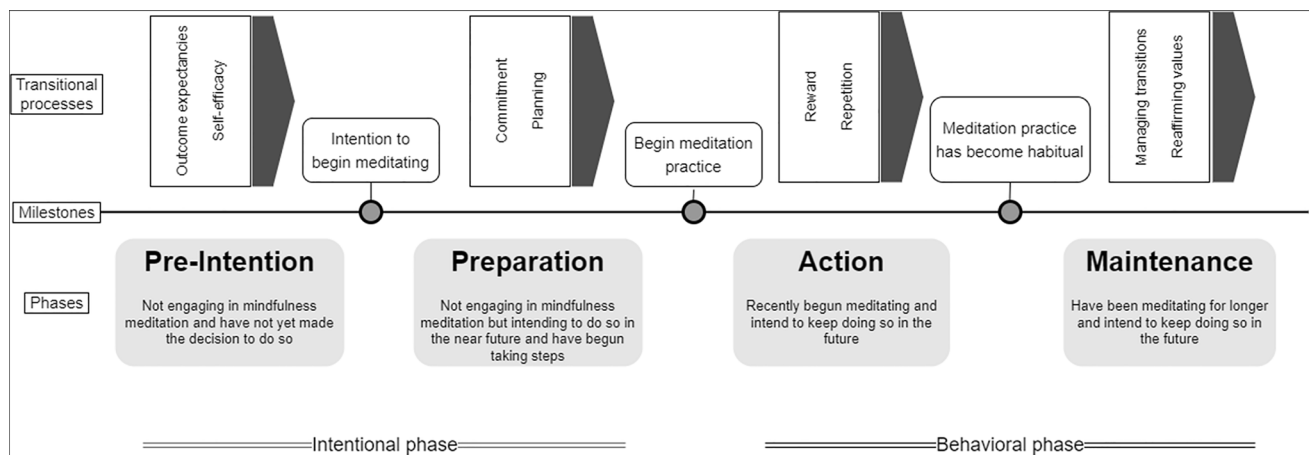 Transitional
processes
Outcome expectancies
Self-efficacy
Intention to
begin meditating
Commitment
Planning
Begin meditation
practice
Reward
Repetition
Meditation practice
has become habitual
Managing transitions
Reaffirming values
Milestones
Phases
Pre-Intention
Not engaging in mindfulness
meditation and have not yet made
the decision to do so
Preparation
Not engaging in mindfulness
meditation but intending to do so in
the near future and have begun
taking steps
Action
Recently begun meditating and
intend to keep doing so in the
future
Maintenance
Have been meditating for longer
and intend to keep doing so in
the future
Intentional phase
Behavioral phase